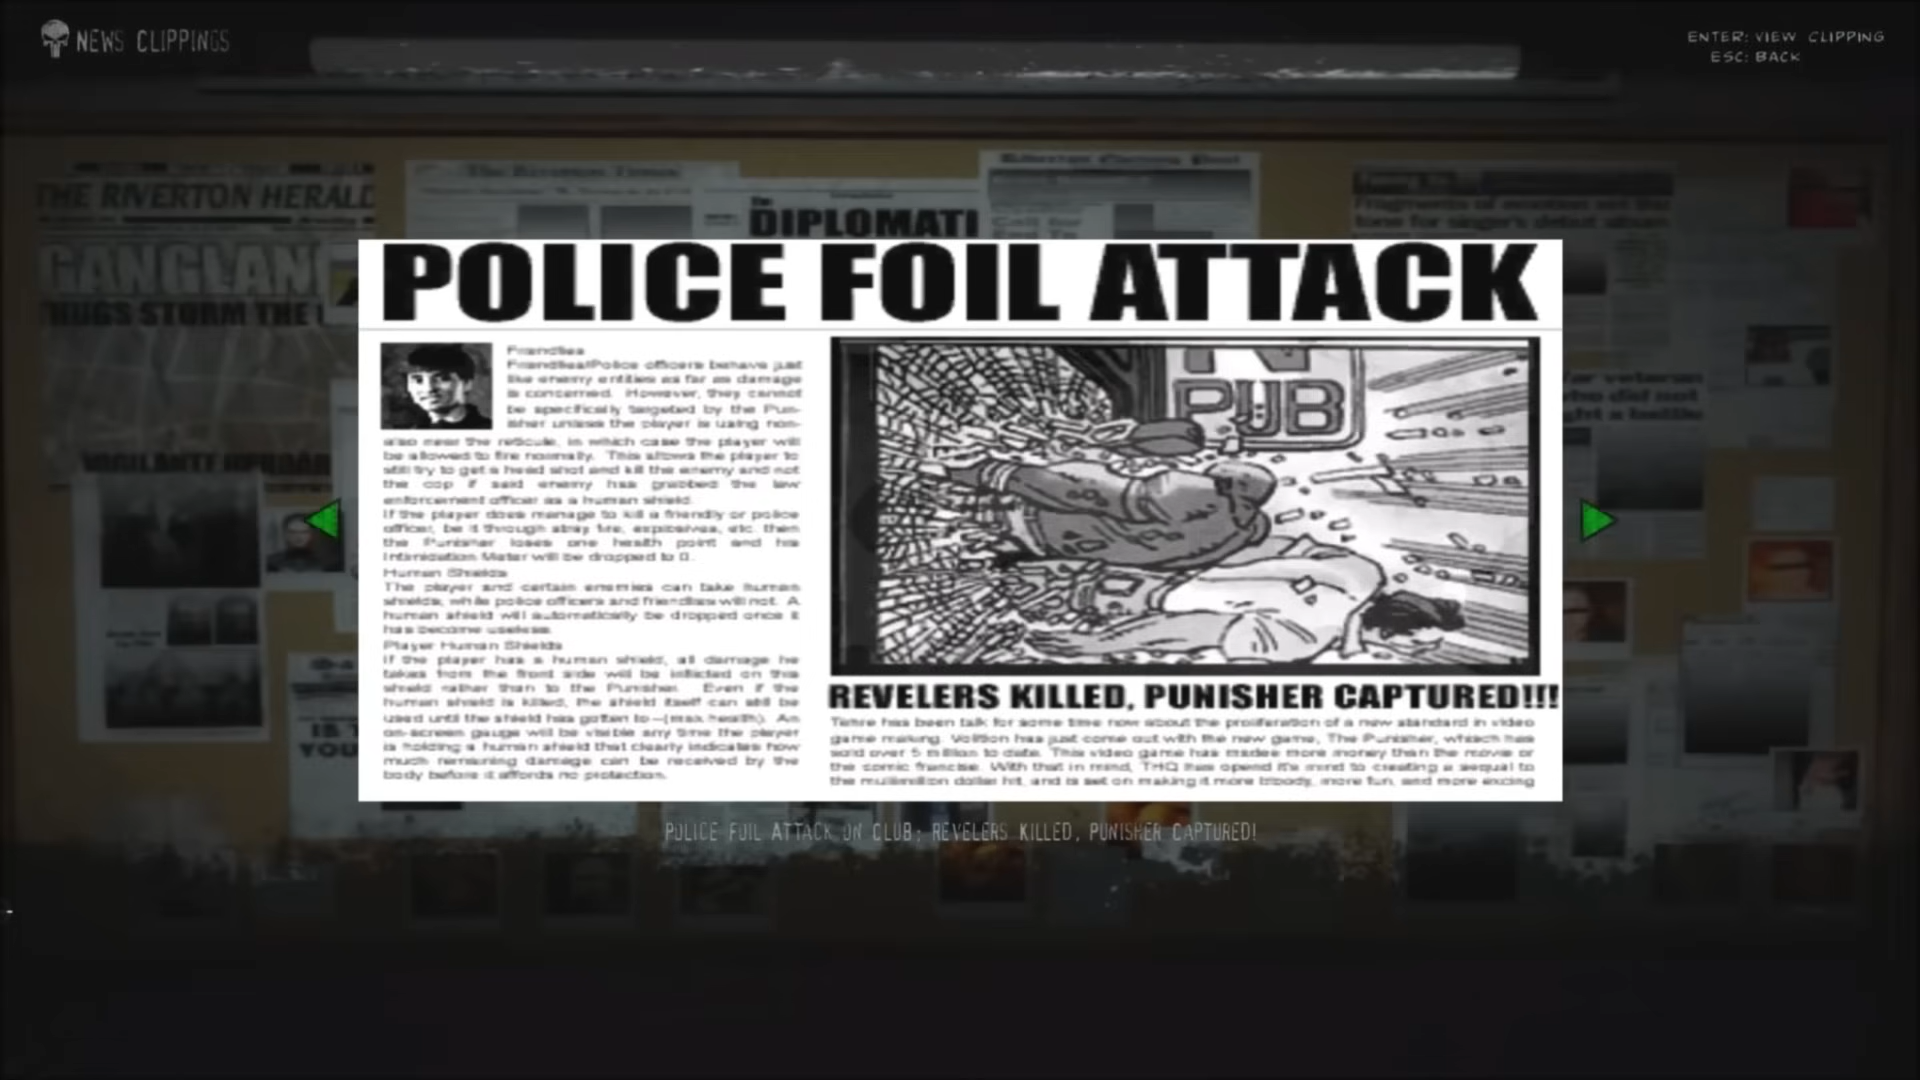 NEWS CLIPPINGS
ENTER: VIEW CLIPPING
ESC: BACK
THE RIVERTON HERALD
The Riverton Times
The
DIPLOMATI
GANGLAN
THUGS STORM THE
Fragments of emotion set the
tone for singer's debut album
POLICE FOIL ATTACK
Friendlies
Friendlies/Police officers behave just
like enemy entities as far as damage
is concerned. However, they cannot
be specifically targeted by the Pun-
isher unless the player is using non-
also near the reticule, in which case the player will
be allowed to fire normally. This allows the player to
still try to get a head shot and kill the enemy and not
the cop if said enemy has grabbed the law
enforcement officer as a human shield.
If the player does manage to kill a friendly or police
officer, be it through stray fire, explosives, etc. then
the Punisher loses one health point and his
Intimidation Meter will be dropped to 0.
Human Shields
The player and certain enemies can take human
shields, while police officers and friendlies will not. A
human shield will automatically be dropped once it
has become useless.
Player Human Shields
If the player has a human shield, all damage he
takes from the front side will be inflicted on this
shield rather than to the Punisher. Even if the
human shield is killed, the shield itself can still be
used until the shield has gotten to -(max health). An
on-screen gauge will be visible any time the player
is holding a human shield that clearly indicates how
much remaining damage can be received by the
body before it affords no protection.
N
PUB
REVELERS KILLED, PUNISHER CAPTURED!!!
Tehre has been talk for some time now about the proliferation of a new standard in video
game making. Volition has just come out with the new game, The Punisher, which has
sold over 5 million to date. This video game has madee more money than the movie or
the comic francise. With that in mind, THQ has opend it's mind to creating a sequal to
the mulitmillion dollar hit, and is set on making it more bloody, more fun, and more excing
POLICE FOIL ATTACK ON CLUB; REVELERS KILLED, PUNISHER CAPTURED!